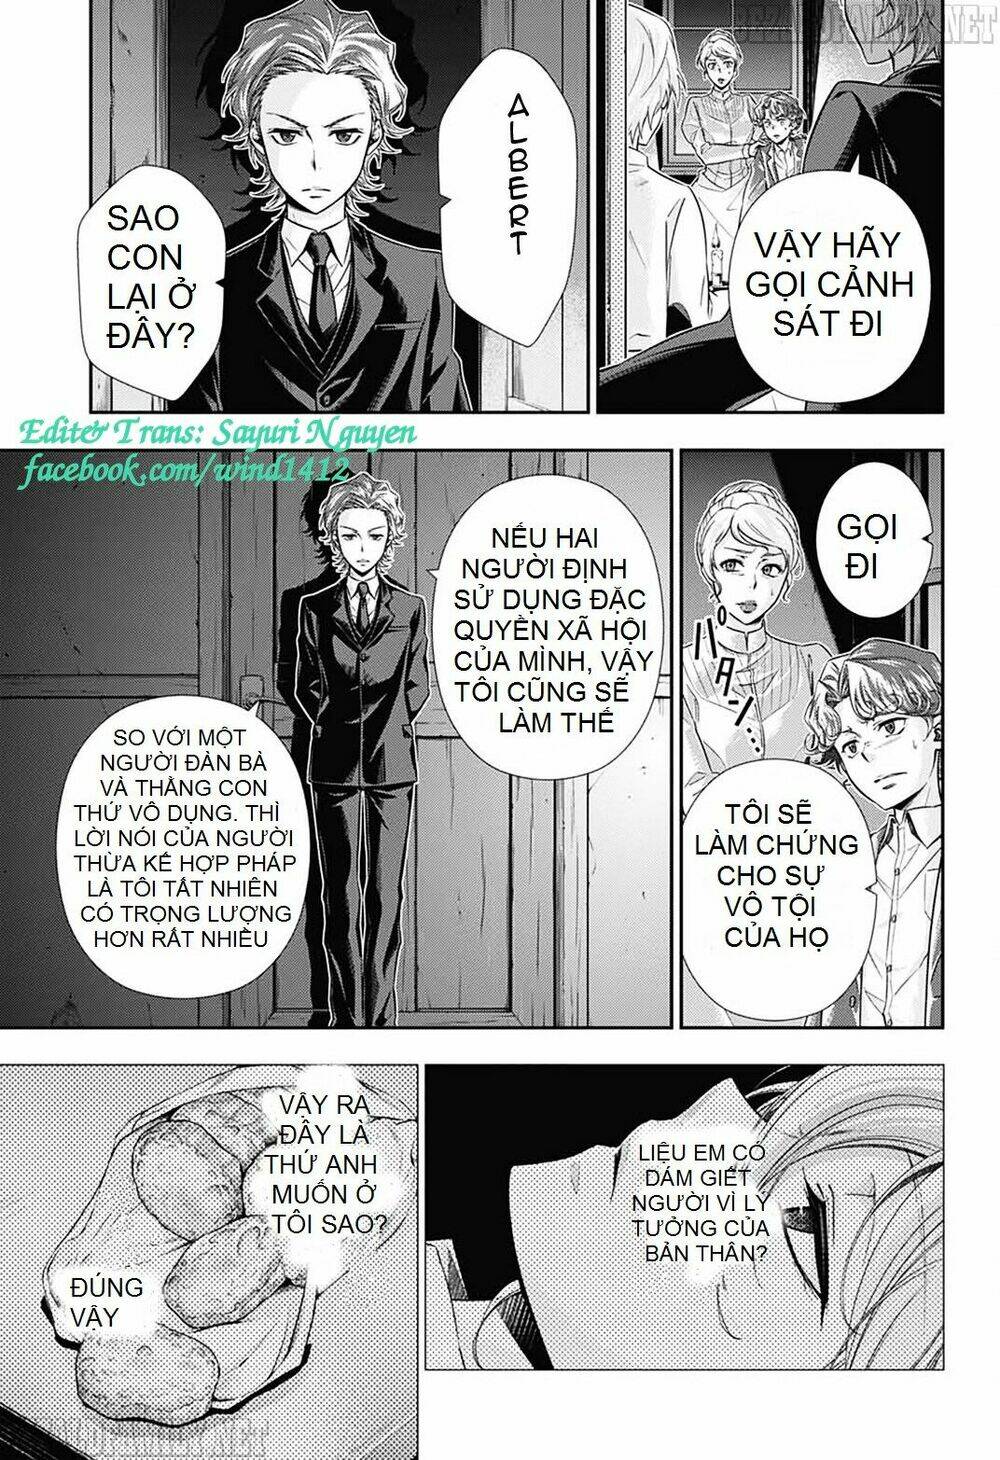 BEZMIOFAMILY.NET
VẬY HÃY
GỌI CẢNH
SÁT ĐI
ALBERT
SAO
CON
LẠI Ở
ĐÂY?
Edit& Trans: Sayuri Nguyen
facebook.com/wind1412
GỌI
ĐI
パタン…
TÔI SẼ
LÀM CHỨNG
CHO SỰ
VÔ TỘI
CỦA HỌ
NẾU HAI
NGƯỜI ĐỊNH
SỬ DỤNG ĐẶC
QUYỀN XÃ HỘI
CỦA MÌNH, VẬY
TÔI CŨNG SẼ
LÀM THẾ
SO VỚI MỘT
NGƯỜI ĐÀN BÀ
VÀ THẰNG CON
THỨ VÔ DỤNG. THÌ
LỜI NÓI CỦA NGƯỜI
THỪA KẾ HỢP PHÁP
LÀ TÔI TẤT NHIÊN
CÓ TRỌNG LƯỢNG
HƠN RẤT NHIỀU
LIỆU EM CÓ
DÁM GIẾT
NGƯỜI VÌ LÝ
TƯỞNG CỦA
BẢN THÂN?
VẬY RA
ĐÂY LÀ
THỨ ANH
MUỐN Ở
TÔI SAO?
ĐÚNG
VẬY